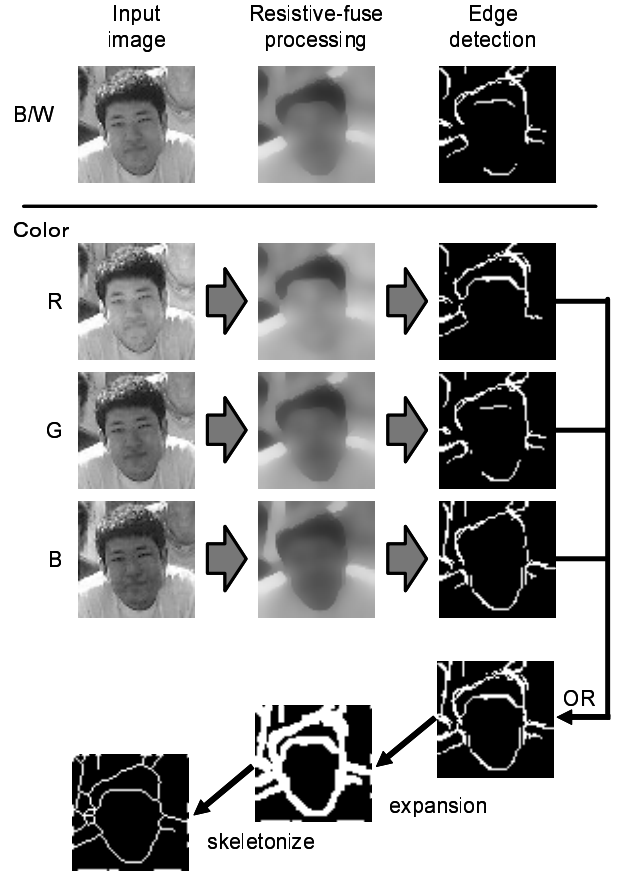 Input
image
Resistive-fuse
processing
Edge
detection
B/W
Color
R
G
B
OR
expansion
skeletonize